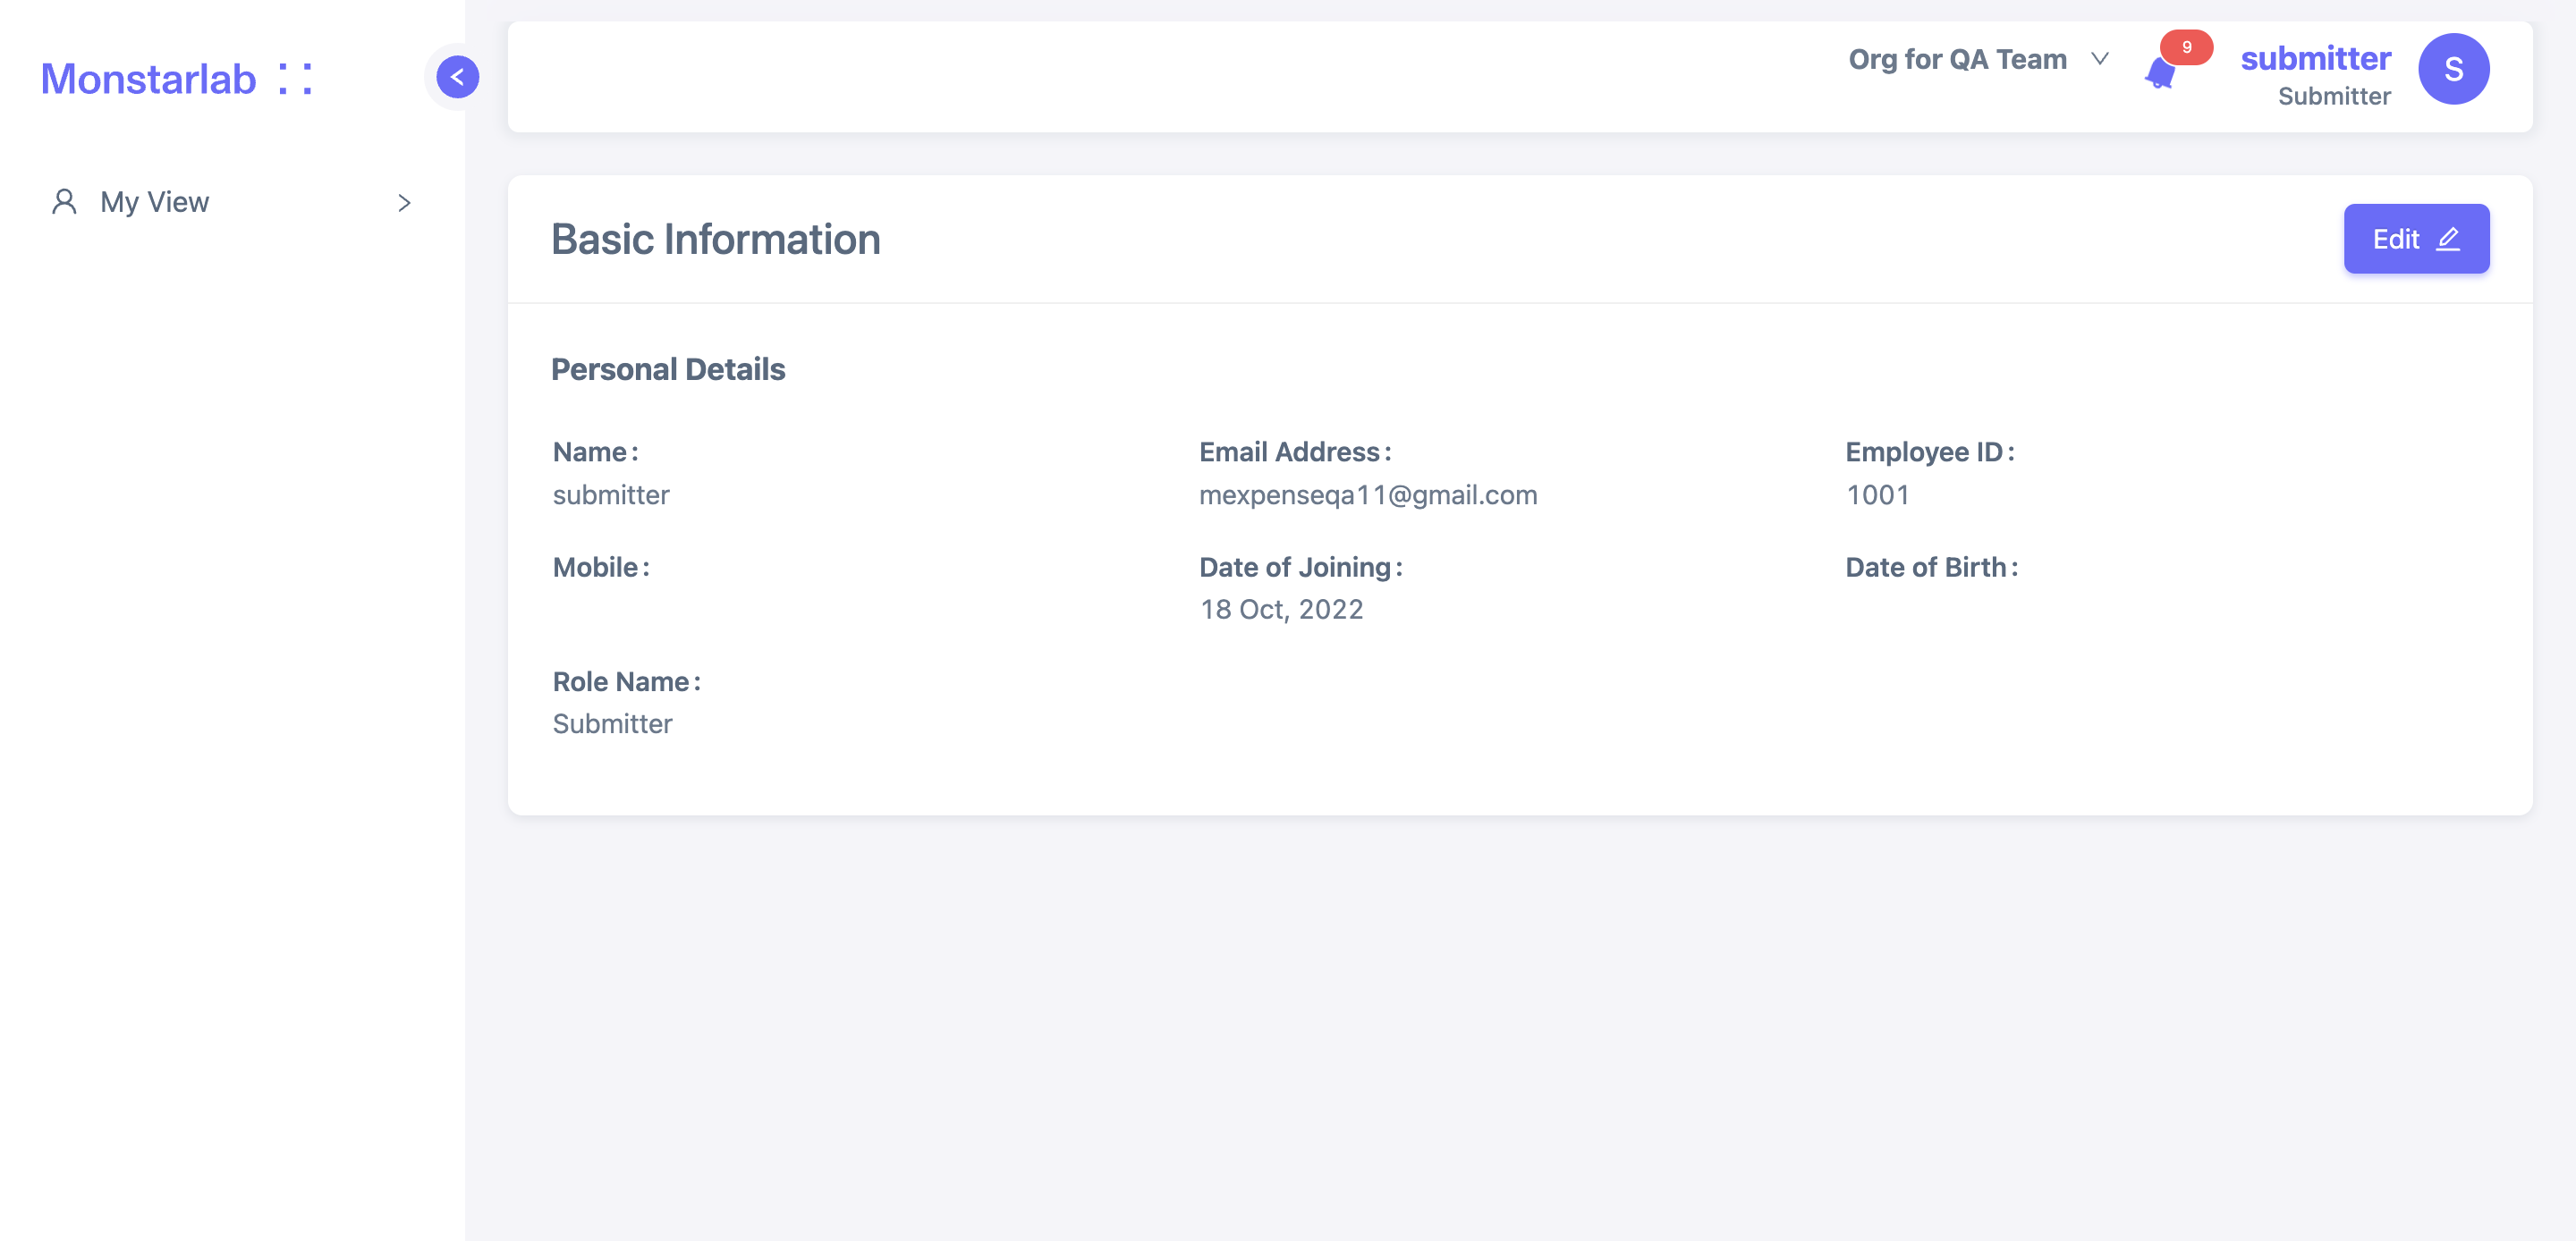 Monstarlab
Org for QA Team
9
submitter
Submitter
S
My View
Basic Information
Edit
Personal Details
Name :
submitter
Email Address :
mexpenseqa11@gmail.com
Employee ID :
1001
Mobile :
Date of Joining :
18 Oct, 2022
Date of Birth :
Role Name :
Submitter